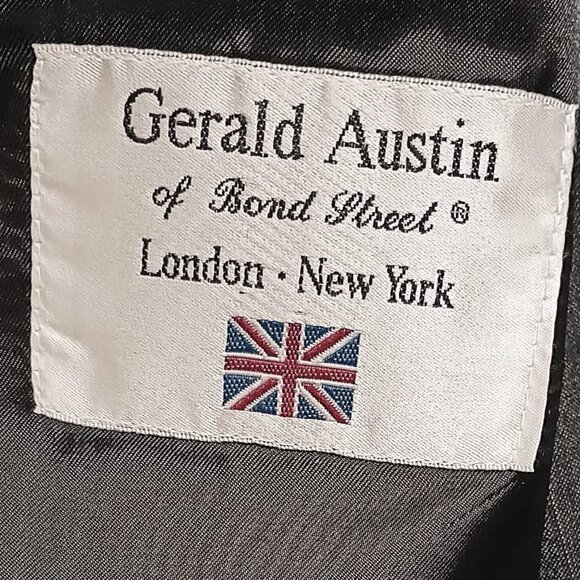 Gerald Austin
of Bond Street ®
London · New York